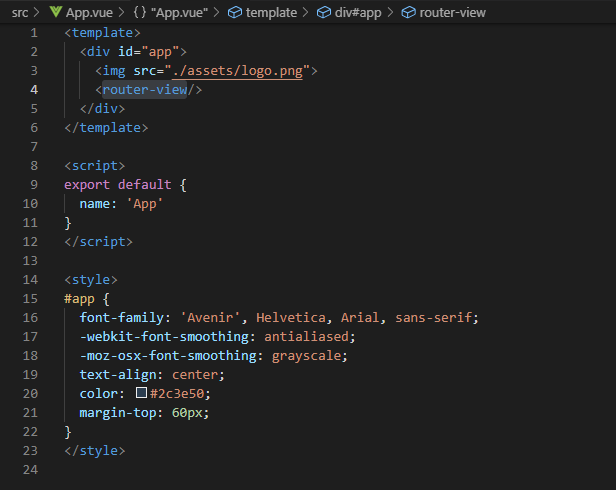 src > App.vue > {} "App.vue" > template > div#app > router-view
1 <template>
2 <div id="app">
3 <img src="./assets/logo.png">
4 <router-view/>
5 </div>
6 </template>
7
8 <script>
9 export default {
10 name: 'App'
11 }
12 </script>
13
14 <style>
15 #app {
16 font-family: 'Avenir', Helvetica, Arial, sans-serif;
17 -webkit-font-smoothing: antialiased;
18 -moz-osx-font-smoothing: grayscale;
19 text-align: center;
20 color: #2c3e50;
21 margin-top: 60px;
22 }
23 </style>
24